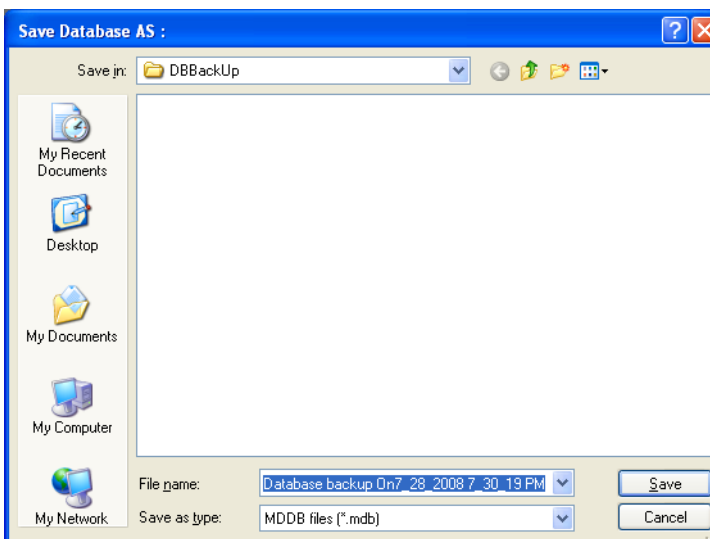 Save Database AS :
Save in:
DBBackUp
My Recent
Documents
Desktop
My Documents
My Computer
My Network
File name:
Database backup On7_28_2008 7_30_19 PM
Save
Save as type:
MDDB files (*.mdb)
Cancel